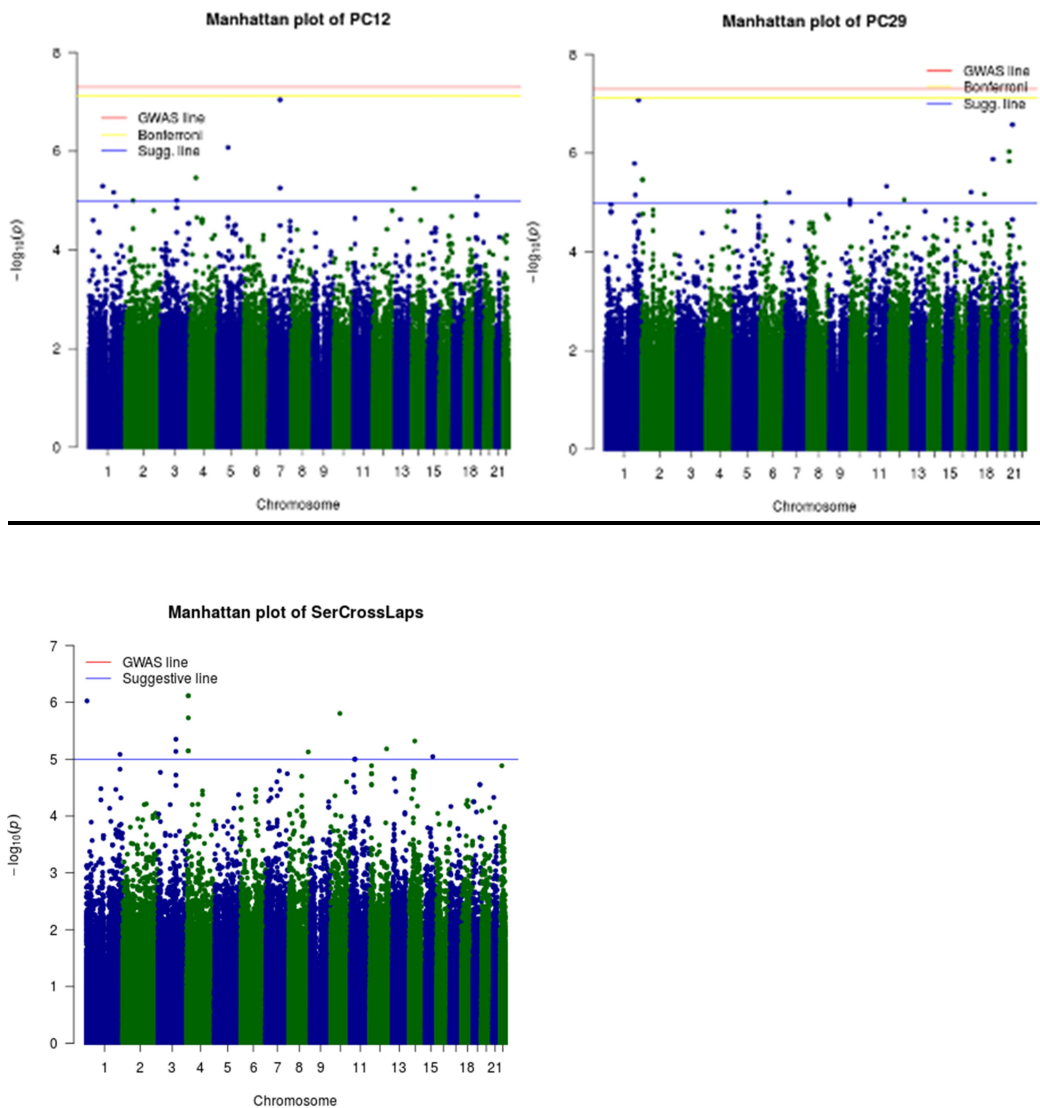 Manhattan plot of PC12
8
6
4
2
0
GWAS line
Bonferroni
Sugg. line
−log10(p)
1 2 3 4 5 6 7 8 9 11 13 15 18 21
Chromosome
Manhattan plot of PC29
8
6
4
2
0
GWAS line
Bonferroni
Sugg. line
−log10(p)
1 2 3 4 5 6 7 8 9 11 13 15 18 21
Chromosome
Manhattan plot of SerCrossLaps
7
6
5
4
3
2
1
0
GWAS line
Suggestive line
−log10(p)
1 2 3 4 5 6 7 8 9 11 13 15 18 21
Chromosome